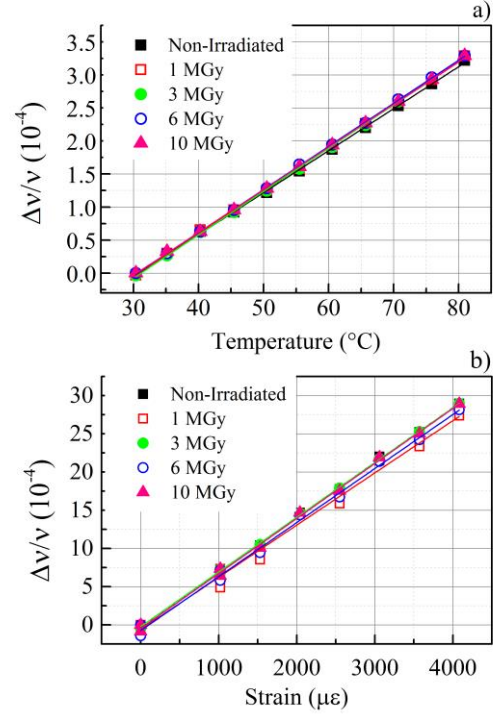 a)
3.5
3.0
2.5
2.0
1.5
1.0
0.5
0.0
Δν/ν (10⁻⁴)
Non-Irradiated
1 MGy
3 MGy
6 MGy
10 MGy
30 40 50 60 70 80
Temperature (°C)
b)
30
25
20
15
10
5
0
Δν/ν (10⁻⁴)
Non-Irradiated
1 MGy
3 MGy
6 MGy
10 MGy
0 1000 2000 3000 4000
Strain (με)